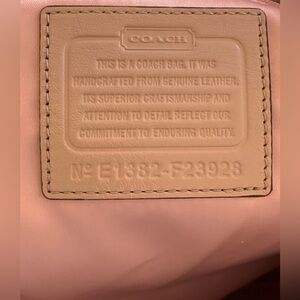 COACH
THIS IS A COACH BAG. IT WAS
HANDCRAFTED FROM GENUINE LEATHER.
ITS SUPERIOR CRAFTSMANSHIP AND
ATTENTION TO DETAIL REFLECT OUR
COMMITMENT TO ENDURING QUALITY.
Nº E1382-F23928